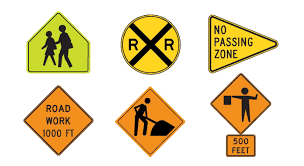 R R
NO
PASSING
ZONE
ROAD
WORK
1000 FT
500
FEET